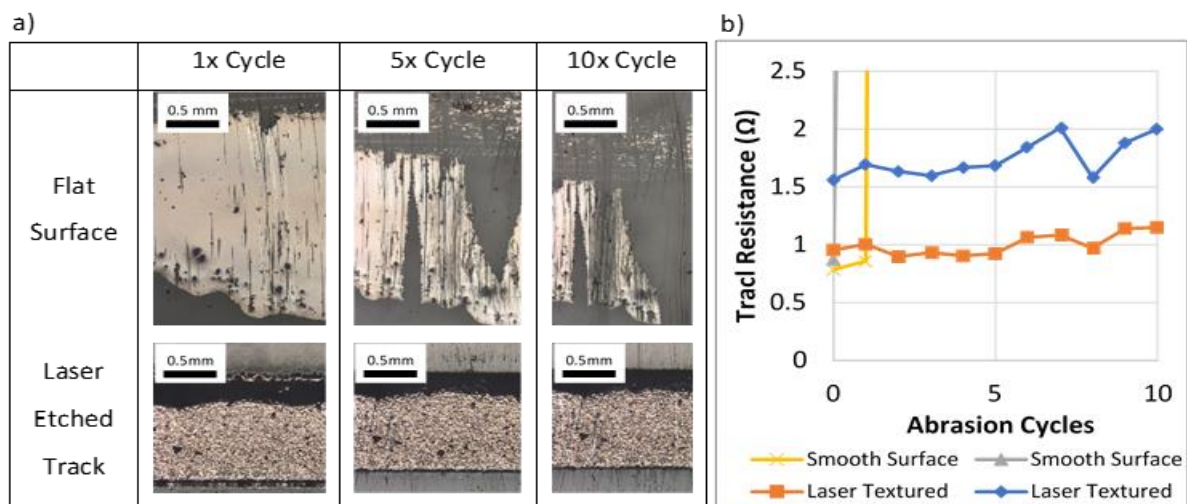 a)
1x Cycle 5x Cycle 10x Cycle
Flat
Surface
0.5 mm 0.5 mm 0.5 mm
Laser
Etched
Track
0.5mm 0.5mm 0.5mm
b)
Tracl Resistance (Ω)
2.5
2
1.5
1
0.5
0
0 5 10
Abrasion Cycles
Smooth Surface Smooth Surface
Laser Textured Laser Textured